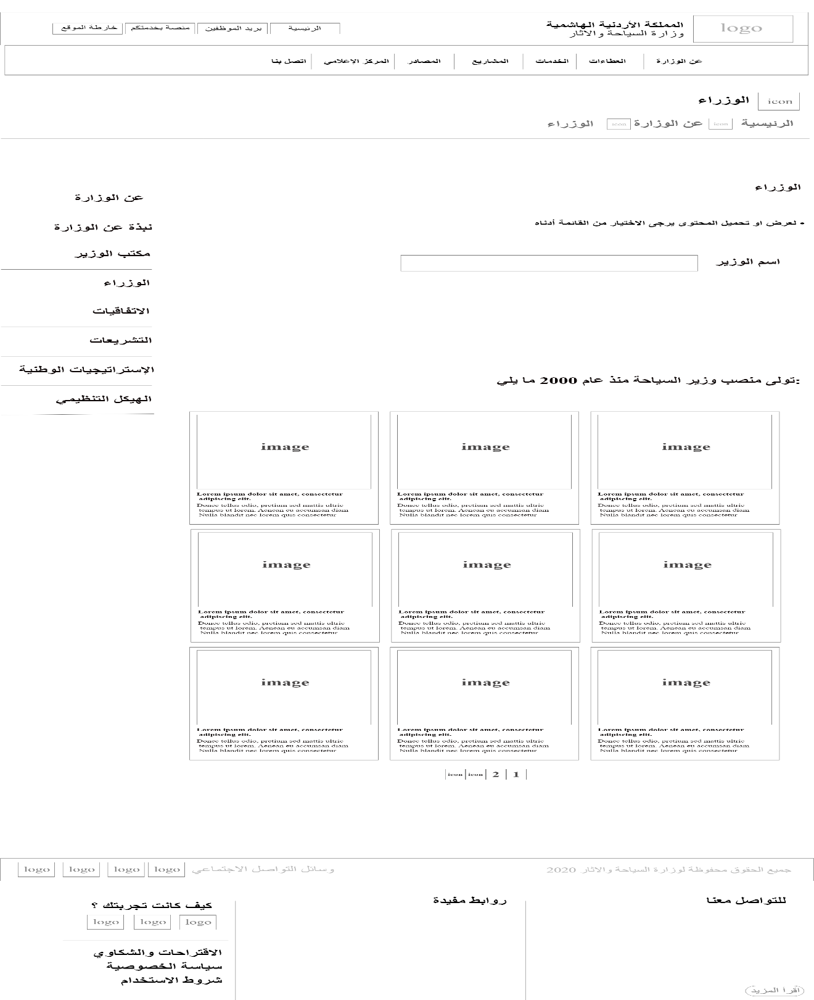 logo
المملكة الأردنية الهاشمية
وزارة السياحة والاثار
الرئيسية
بريد الموظفين
منصة بخدمتكم
خارطة الموقع
عن الوزارة
العطاءات
الخدمات
المشاريع
المصادر
المركز الاعلامي
اتصل بنا
icon الوزراء
الرئيسية icon عن الوزارة icon الوزراء
الوزراء
• لعرض او تحميل المحتوى يرجى الاختيار من القائمة أدناه
اسم الوزير
عن الوزارة
نبذة عن الوزارة
مكتب الوزير
الوزراء
الاتفاقيات
التشريعات
الإستراتيجيات الوطنية
الهيكل التنظيمي
تولى منصب وزير السياحة منذ عام 2000 ما يلي:
image
Lorem ipsum dolor sit amet, consectetur
adipiscing elit.
Donec tellus odio, pretium sed mattis ultric
tempus ut lorem. Aenean eu accumsan diam
Nulla blandit nec lorem quis consectetur
image
Lorem ipsum dolor sit amet, consectetur
adipiscing elit.
Donec tellus odio, pretium sed mattis ultric
tempus ut lorem. Aenean eu accumsan diam
Nulla blandit nec lorem quis consectetur
image
Lorem ipsum dolor sit amet, consectetur
adipiscing elit.
Donec tellus odio, pretium sed mattis ultric
tempus ut lorem. Aenean eu accumsan diam
Nulla blandit nec lorem quis consectetur
image
Lorem ipsum dolor sit amet, consectetur
adipiscing elit.
Donec tellus odio, pretium sed mattis ultric
tempus ut lorem. Aenean eu accumsan diam
Nulla blandit nec lorem quis consectetur
image
Lorem ipsum dolor sit amet, consectetur
adipiscing elit.
Donec tellus odio, pretium sed mattis ultric
tempus ut lorem. Aenean eu accumsan diam
Nulla blandit nec lorem quis consectetur
image
Lorem ipsum dolor sit amet, consectetur
adipiscing elit.
Donec tellus odio, pretium sed mattis ultric
tempus ut lorem. Aenean eu accumsan diam
Nulla blandit nec lorem quis consectetur
image
Lorem ipsum dolor sit amet, consectetur
adipiscing elit.
Donec tellus odio, pretium sed mattis ultric
tempus ut lorem. Aenean eu accumsan diam
Nulla blandit nec lorem quis consectetur
image
Lorem ipsum dolor sit amet, consectetur
adipiscing elit.
Donec tellus odio, pretium sed mattis ultric
tempus ut lorem. Aenean eu accumsan diam
Nulla blandit nec lorem quis consectetur
image
Lorem ipsum dolor sit amet, consectetur
adipiscing elit.
Donec tellus odio, pretium sed mattis ultric
tempus ut lorem. Aenean eu accumsan diam
Nulla blandit nec lorem quis consectetur
1 2 icon icon
جميع الحقوق محفوظة لوزارة السياحة والاثار 2020
وسائل التواصل الاجتماعي logo logo logo logo
للتواصل معنا
اقرأ المزيد
روابط مفيدة
كيف كانت تجربتك ؟
logo logo logo
الاقتراحات والشكاوي
سياسة الخصوصية
شروط الاستخدام